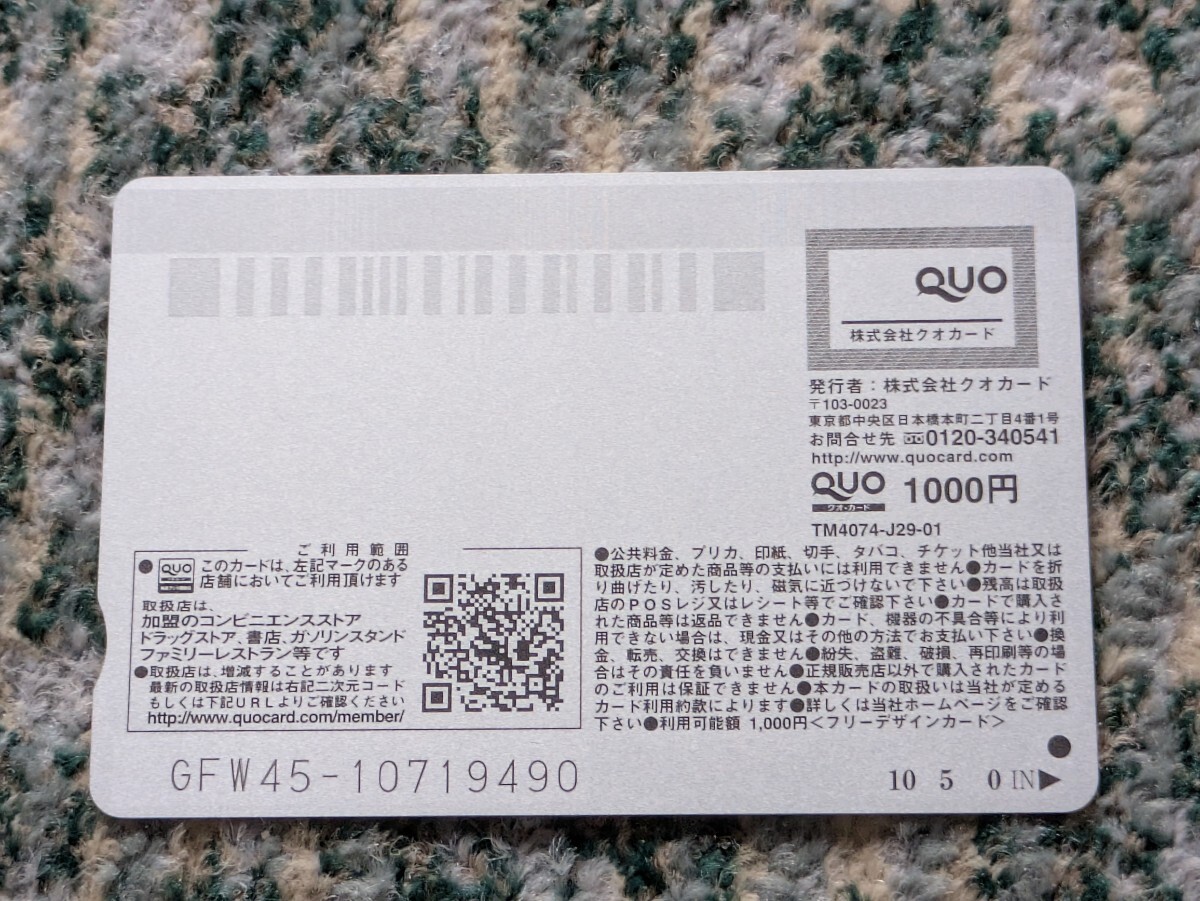 QUO
株式会社クオカード
発行者:株式会社クオカード
〒103-0023
東京都中央区日本橋本町二丁目4番1号
お問合せ先 0120-340541
http://www.quocard.com
QUO 1000円
クオ・カード
TM4074-J29-01
ご利用範囲
●QUO このカードは、左記マークのある
店舗においてご利用頂けます
取扱店は、
加盟のコンビニエンスストア
ドラッグストア、書店、ガソリンスタンド
ファミリーレストラン等です
●取扱店は、増減することがあります
最新の取扱店情報は右記二次元コード
もしくは下記URLよりご確認ください
http://www.quocard.com/member/
●公共料金、プリカ、印紙、切手、タバコ、チケット他当社又は
取扱店が定めた商品等の支払いには利用できません●カードを折
り曲げたり、汚したり、磁気に近づけないで下さい●残高は取扱
店のPOSレジ又はレシート等でご確認下さい●カードで購入さ
れた商品等は返品できません●カード、機器の不具合等により利
用できない場合は、現金又はその他の方法でお支払い下さい●換
金、転売、交換はできません●紛失、盗難、破損、再印刷等の場
合はその責任を負いません●正規販売店以外で購入されたカード
のご利用は保証できません●本カードの取扱いは当社が定める
カード利用約款によります●詳しくは当社ホームページをご確認
下さい●利用可能額 1,000円<フリーデザインカード>
GFW45-10719490
10 5 0 IN▶